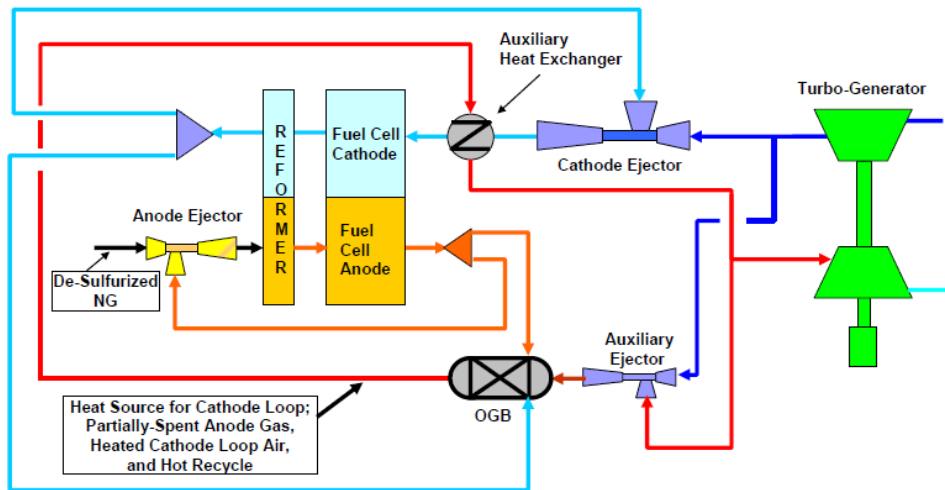 Auxiliary
Heat Exchanger
Turbo-Generator
R
E
F
O
R
M
E
R
Fuel Cell
Cathode
Cathode Ejector
Anode Ejector
Fuel
Cell
Anode
De-Sulfurized
NG
Auxiliary
Ejector
OGB
Heat Source for Cathode Loop;
Partially-Spent Anode Gas,
Heated Cathode Loop Air,
and Hot Recycle